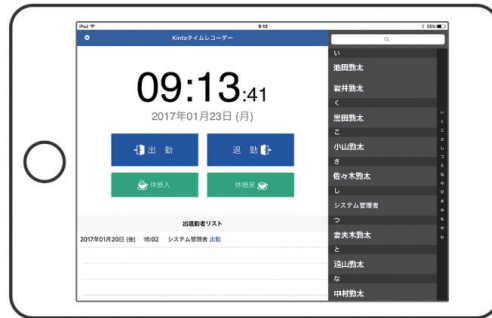 iPad
9:13
Kintaタイムレコーダー
09:13:41
2017年01月23日 (月)
出 勤
退 勤
休憩入
休憩戻
出退勤者リスト
2017年01月20日 (金) 15:02 システム管理者 出勤
い
池田勤太
岩井勤太
く
黒田勤太
こ
小山勤太
さ
佐々木勤太
し
システム管理者
つ
恋夫木勤太
と
遠山勤太
な
中村勤太